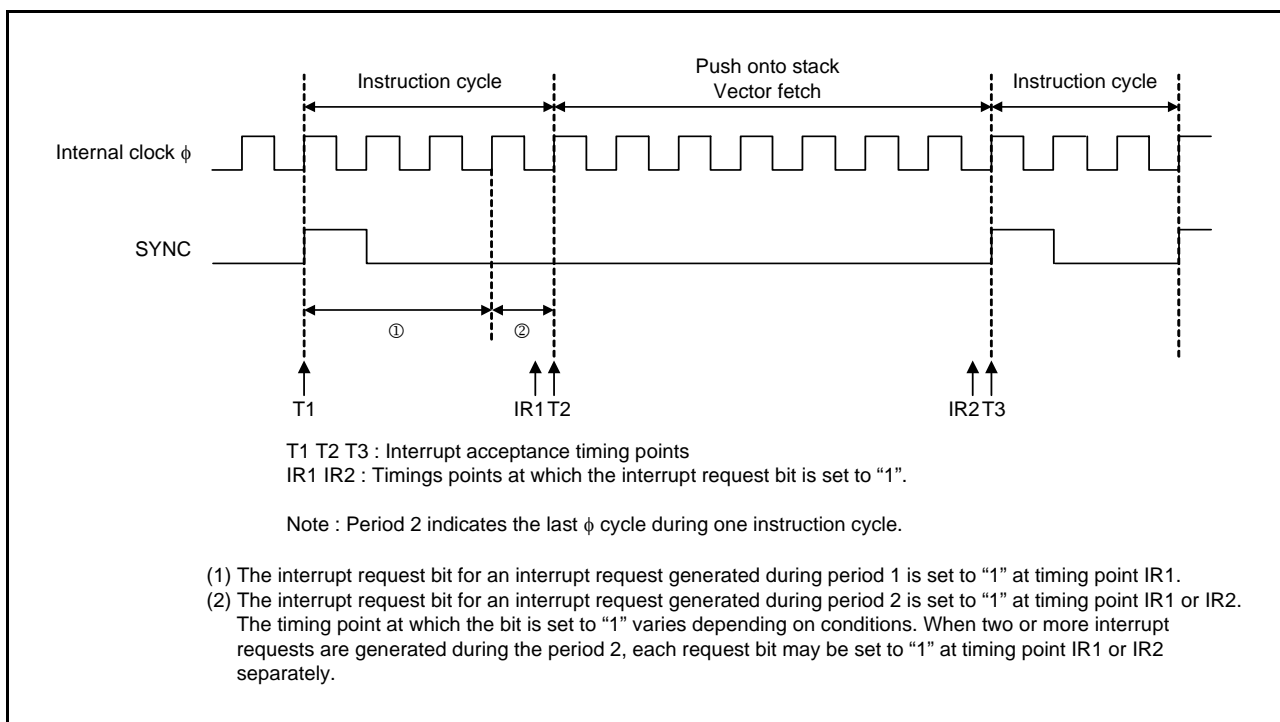 Instruction cycle
Push onto stack
Vector fetch
Instruction cycle
Internal clock ϕ
SYNC
①
②
T1
IR1 T2
IR2 T3
T1 T2 T3 : Interrupt acceptance timing points
IR1 IR2 : Timings points at which the interrupt request bit is set to “1”.
Note : Period 2 indicates the last ϕ cycle during one instruction cycle.
(1) The interrupt request bit for an interrupt request generated during period 1 is set to “1” at timing point IR1.
(2) The interrupt request bit for an interrupt request generated during period 2 is set to “1” at timing point IR1 or IR2.
The timing point at which the bit is set to “1” varies depending on conditions. When two or more interrupt
requests are generated during the period 2, each request bit may be set to “1” at timing point IR1 or IR2
separately.